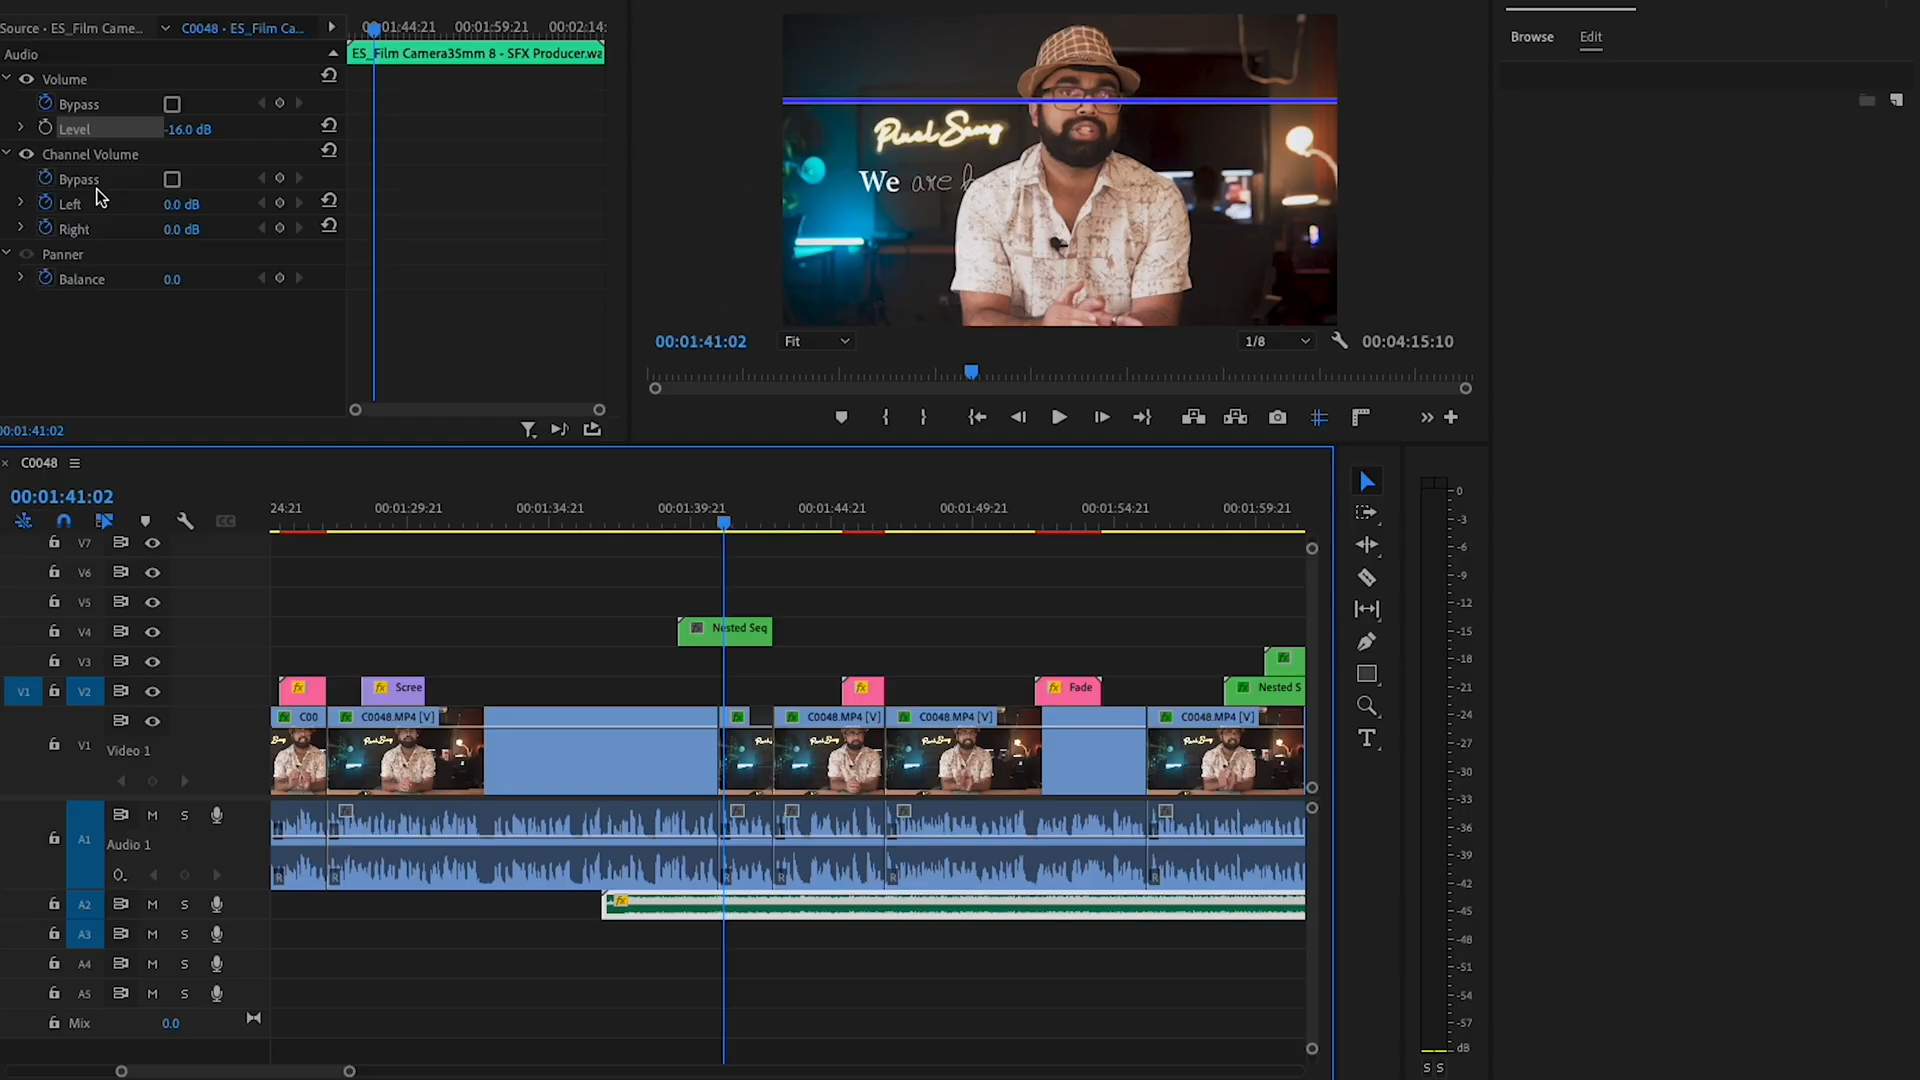 Source • ES_Film Came... C0048 • ES_Film Ca...
00:01:44:21 00:01:59:21 00:02:14:
Audio
ES_Film Camera35mm 8 - SFX Producer.wa
Volume
Bypass
Level -16.0 dB
Channel Volume
Bypass
Left 0.0 dB
Right 0.0 dB
Panner
Balance 0.0
00:01:41:02
Pixel Samy
We are
00:01:41:02 Fit 1/8 00:04:15:10
Browse Edit
C0048
00:01:41:02
24:21 00:01:29:21 00:01:34:21 00:01:39:21 00:01:44:21 00:01:49:21 00:01:54:21 00:01:59:21
V7
V6
V5
V4 Nested Seq
V3
V1 V2 Scree Fade Nested S
C00 C0048.MP4 [V] C0048.MP4 [V] C0048.MP4 [V] C0048.MP4 [V]
V1 Video 1
A1 M S
Audio 1
A2 M S
A3 M S
A4 M S
A5 M S
Mix 0.0
0
-3
-6
-9
-12
-15
-18
-21
-24
-27
-30
-33
-36
-39
-42
-45
-48
-51
-54
-57
dB
S S